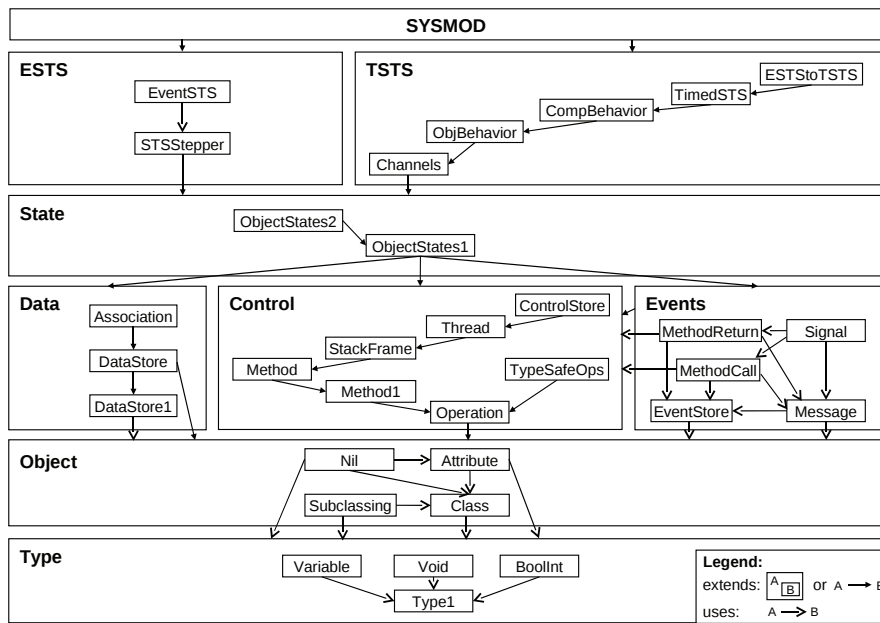 SYSMOD
ESTS
EventSTS
STSStepper
TSTS
ESTStoTSTS
TimedSTS
CompBehavior
ObjBehavior
Channels
State
ObjectStates2
ObjectStates1
Data
Association
DataStore
DataStore1
Control
ControlStore
Thread
StackFrame
Method
TypeSafeOps
Method1
Operation
Events
MethodReturn
Signal
MethodCall
EventStore
Message
Object
Nil
Attribute
Subclassing
Class
Type
Variable
Void
BoolInt
Type1
Legend:
extends: A B or A B
uses: A B